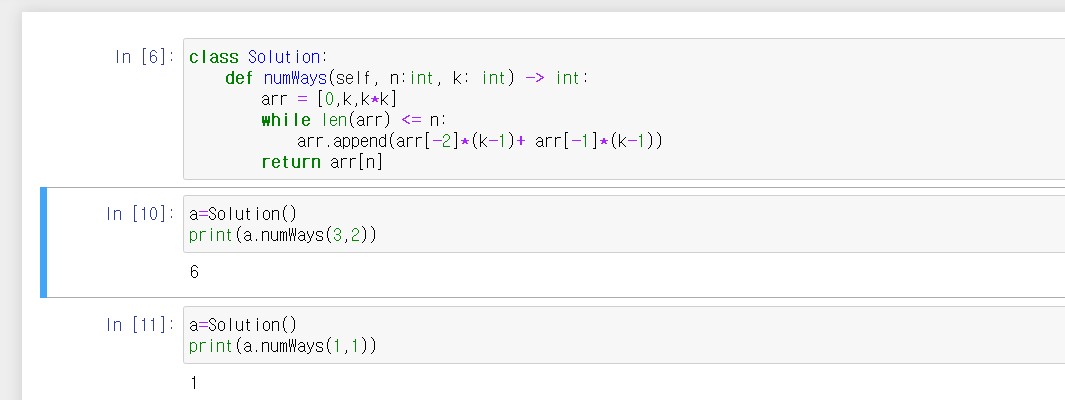 In [6]: class Solution:
    def numWays(self, n:int, k: int) -> int:
        arr = [0,k,k*k]
        while len(arr) <= n:
            arr.append(arr[-2]*(k-1)+ arr[-1]*(k-1))
        return arr[n]
In [10]: a=Solution()
print(a.numWays(3,2))
6
In [11]: a=Solution()
print(a.numWays(1,1))
1